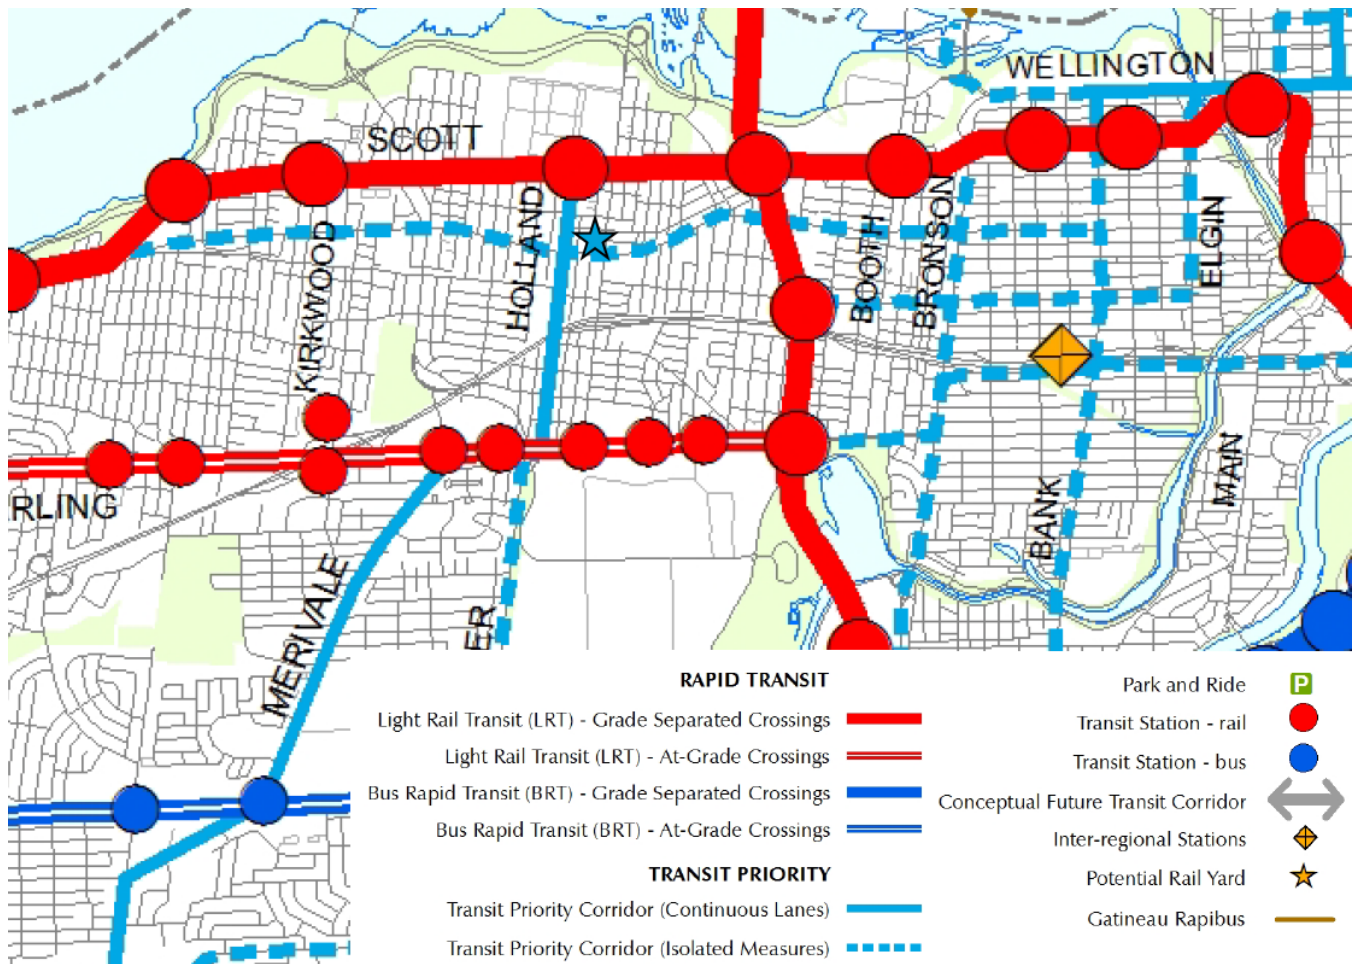 WELLINGTON
SCOTT
HOLLAND
KIRKWOOD
BOOTH
BRONSON
ELGIN
MAIN
BANK
RLING
MERIVALE
ER
RAPID TRANSIT
Light Rail Transit (LRT) - Grade Separated Crossings
Light Rail Transit (LRT) - At-Grade Crossings
Bus Rapid Transit (BRT) - Grade Separated Crossings
Bus Rapid Transit (BRT) - At-Grade Crossings
TRANSIT PRIORITY
Transit Priority Corridor (Continuous Lanes)
Transit Priority Corridor (Isolated Measures)
Park and Ride P
Transit Station - rail
Transit Station - bus
Conceptual Future Transit Corridor
Inter-regional Stations
Potential Rail Yard
Gatineau Rapibus